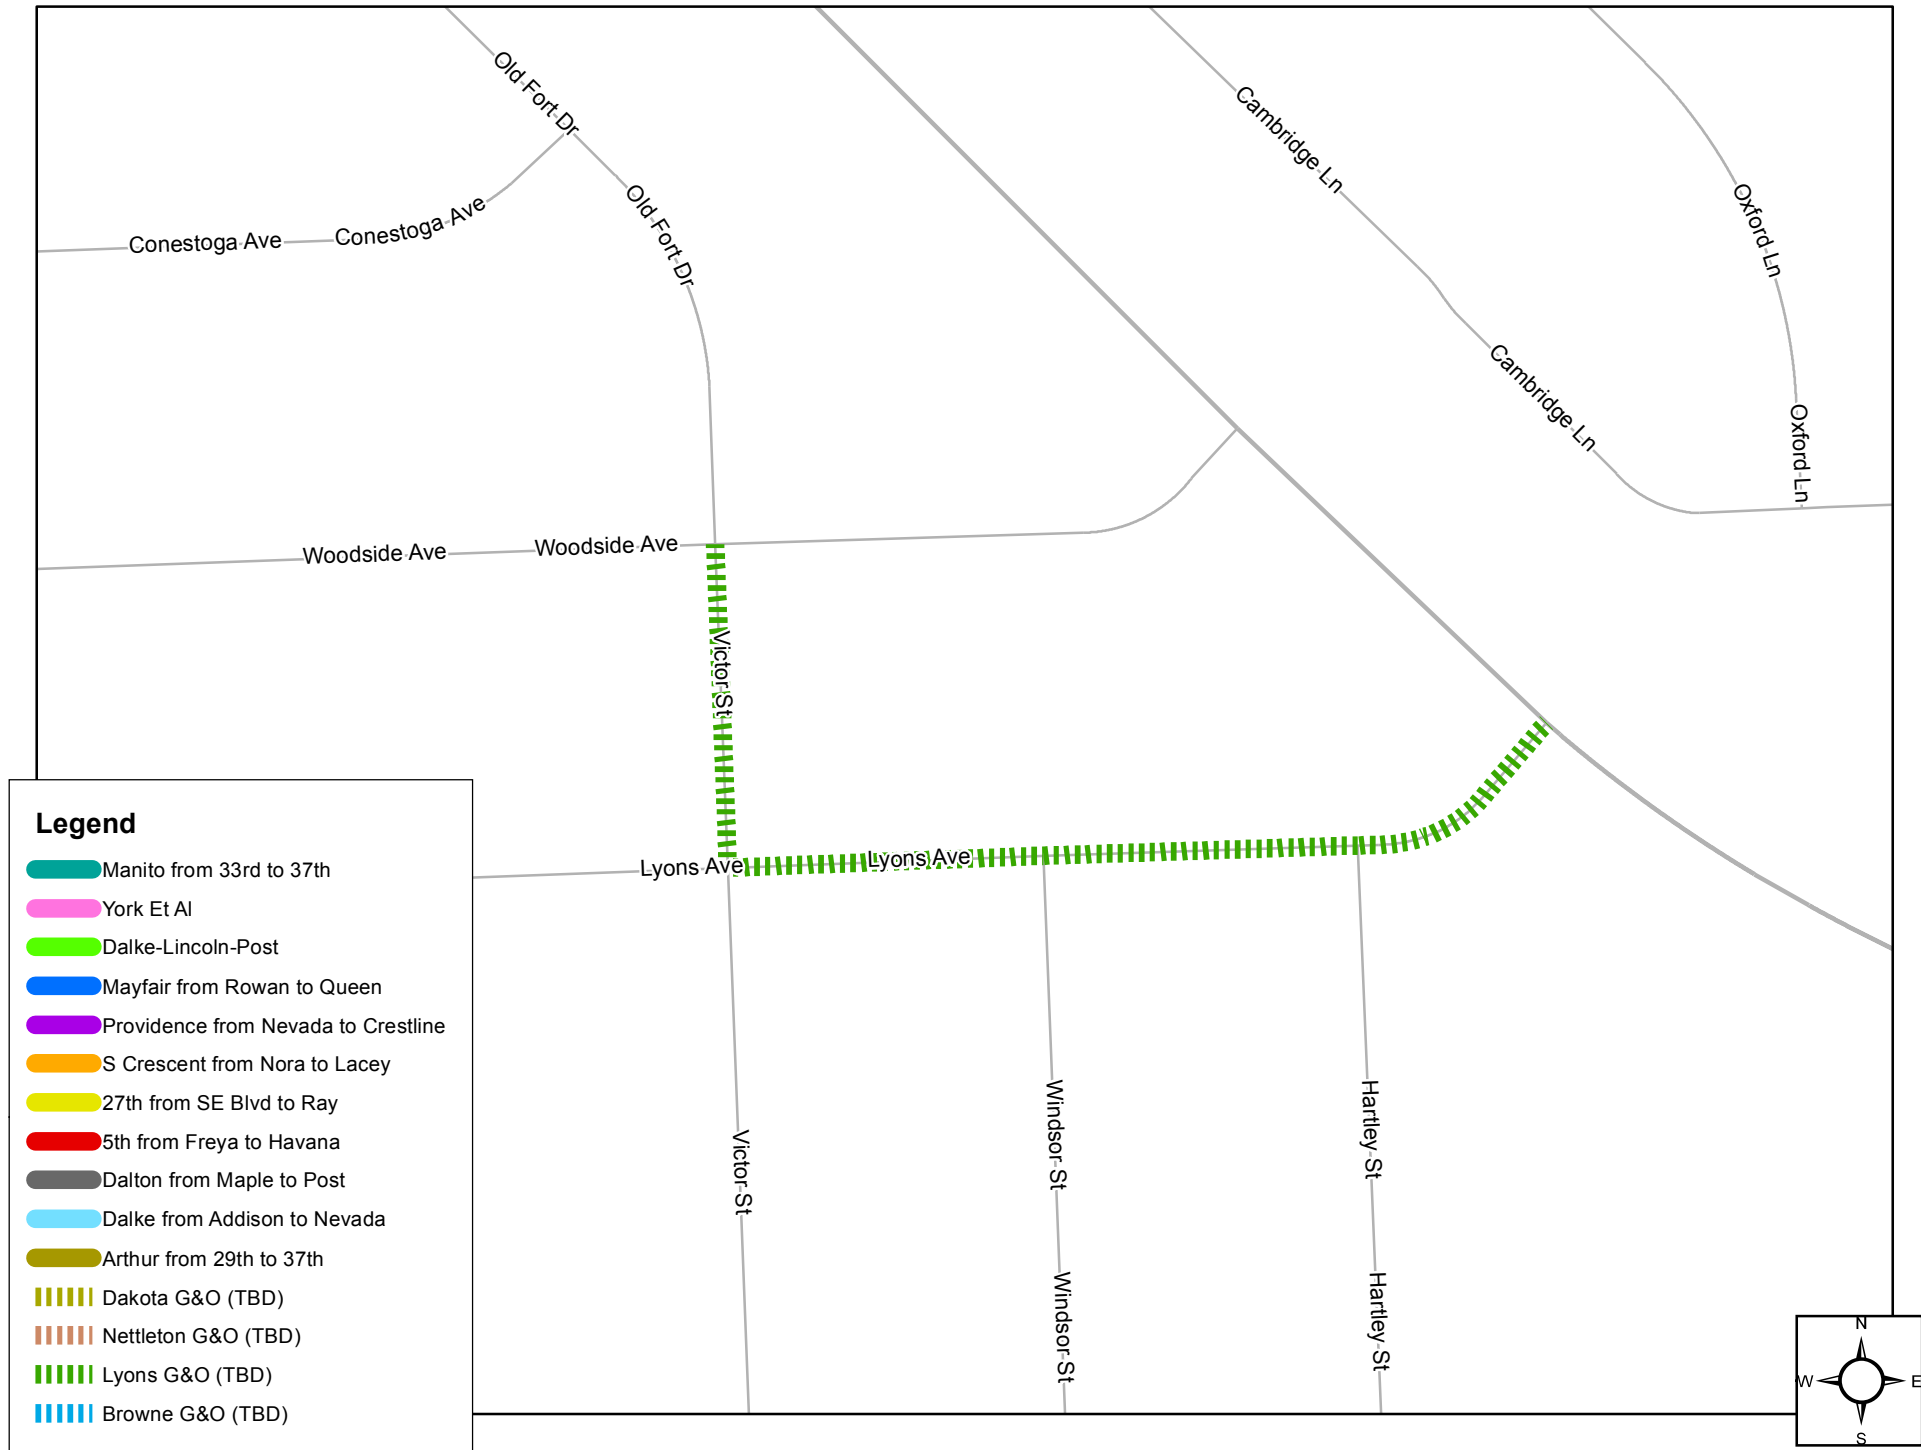 Old Fort Dr
Cambridge Ln
Conestoga Ave
Conestoga Ave
Old Fort Dr
Oxford Ln
Cambridge Ln
Oxford Ln
Woodside Ave
Woodside Ave
Victor St
Lyons Ave
Lyons Ave
Victor St
Windsor St
Hartley St
Windsor St
Hartley St
Legend
Manito from 33rd to 37th
York Et Al
Dalke-Lincoln-Post
Mayfair from Rowan to Queen
Providence from Nevada to Crestline
S Crescent from Nora to Lacey
27th from SE Blvd to Ray
5th from Freya to Havana
Dalton from Maple to Post
Dalke from Addison to Nevada
Arthur from 29th to 37th
Dakota G&O (TBD)
Nettleton G&O (TBD)
Lyons G&O (TBD)
Browne G&O (TBD)
N
W
E
S